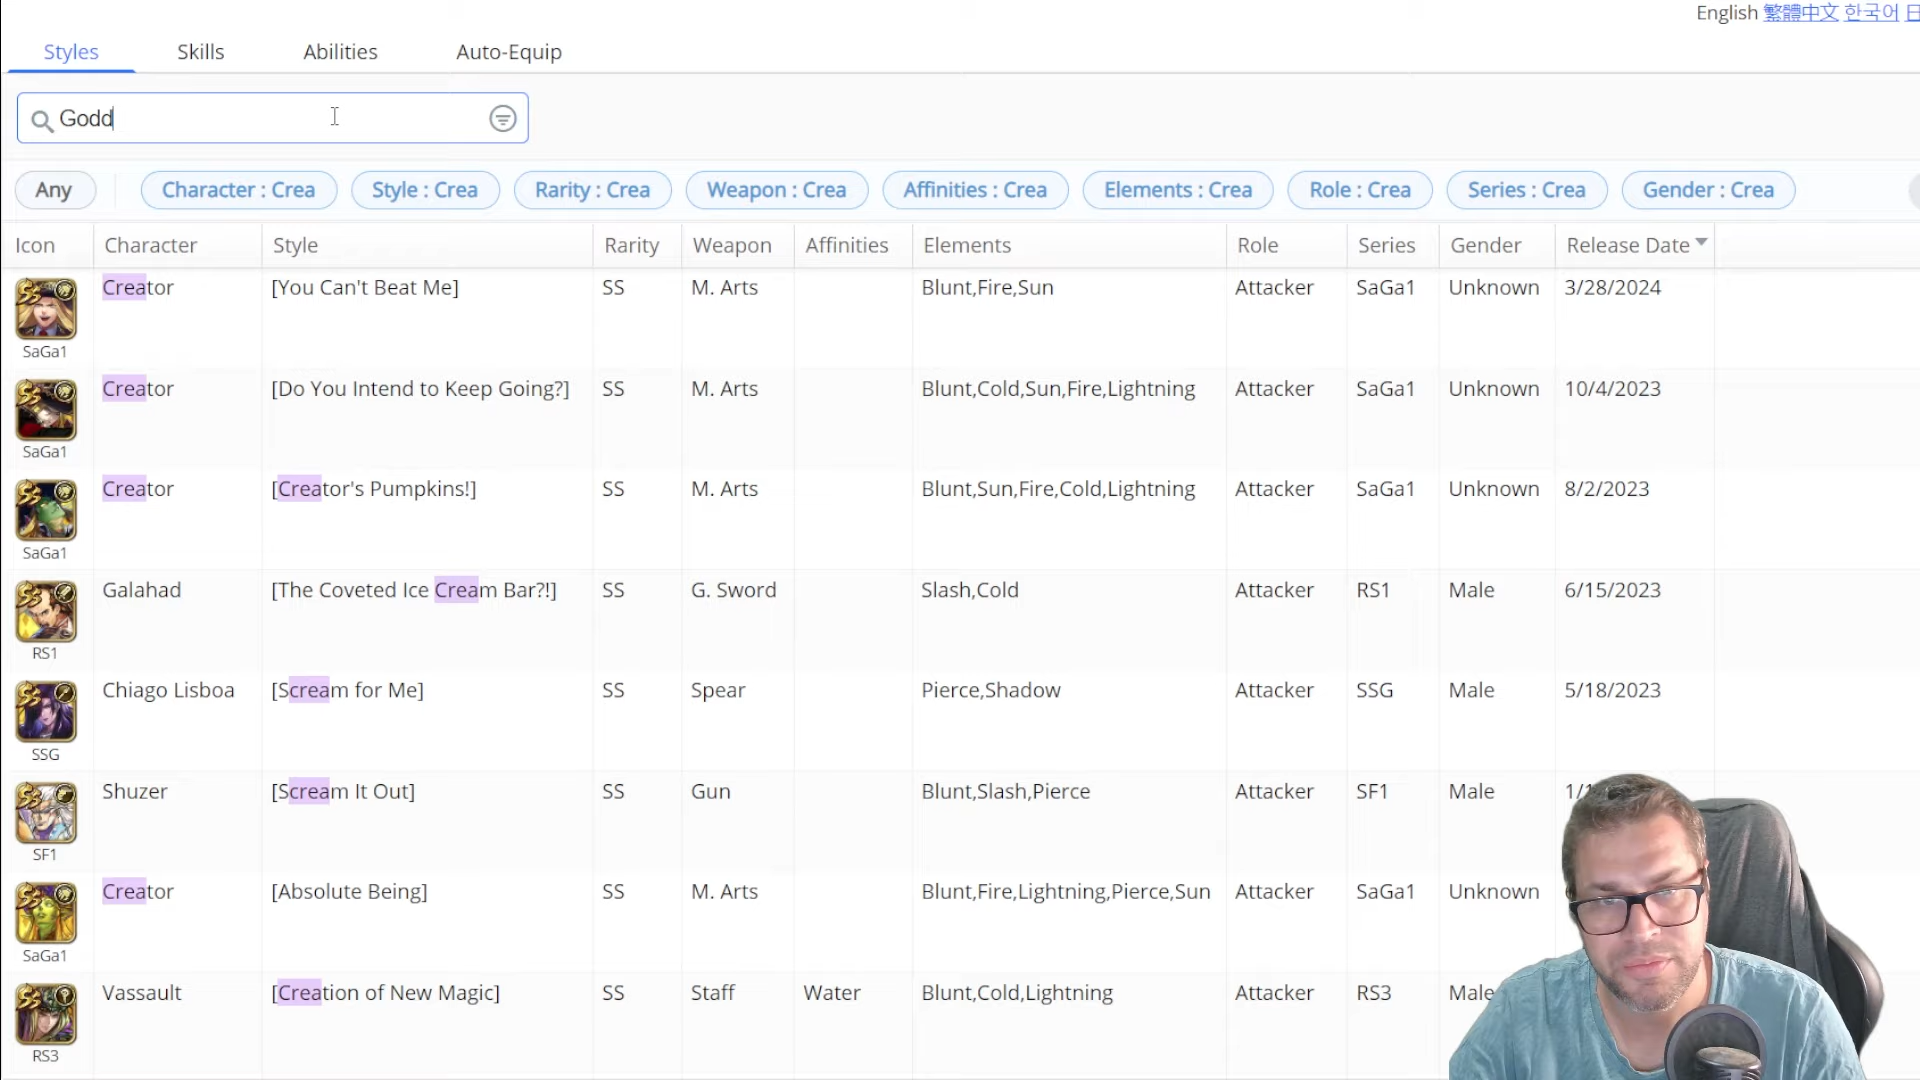 English 繁體中文 한국어
Styles Skills Abilities Auto-Equip
Godd
Any Character : Crea Style : Crea Rarity : Crea Weapon : Crea Affinities : Crea Elements : Crea Role : Crea Series : Crea Gender : Crea
Icon Character Style Rarity Weapon Affinities Elements Role Series Gender Release Date
Creator [You Can't Beat Me] SS M. Arts Blunt,Fire,Sun Attacker SaGa1 Unknown 3/28/2024
SaGa1
Creator [Do You Intend to Keep Going?] SS M. Arts Blunt,Cold,Sun,Fire,Lightning Attacker SaGa1 Unknown 10/4/2023
SaGa1
Creator [Creator's Pumpkins!] SS M. Arts Blunt,Sun,Fire,Cold,Lightning Attacker SaGa1 Unknown 8/2/2023
SaGa1
Galahad [The Coveted Ice Cream Bar?!] SS G. Sword Slash,Cold Attacker RS1 Male 6/15/2023
RS1
Chiago Lisboa [Scream for Me] SS Spear Pierce,Shadow Attacker SSG Male 5/18/2023
SSG
Shuzer [Scream It Out] SS Gun Blunt,Slash,Pierce Attacker SF1 Male
SF1
Creator [Absolute Being] SS M. Arts Blunt,Fire,Lightning,Pierce,Sun Attacker SaGa1 Unknown
SaGa1
Vassault [Creation of New Magic] SS Staff Water Blunt,Cold,Lightning Attacker RS3 Male
RS3